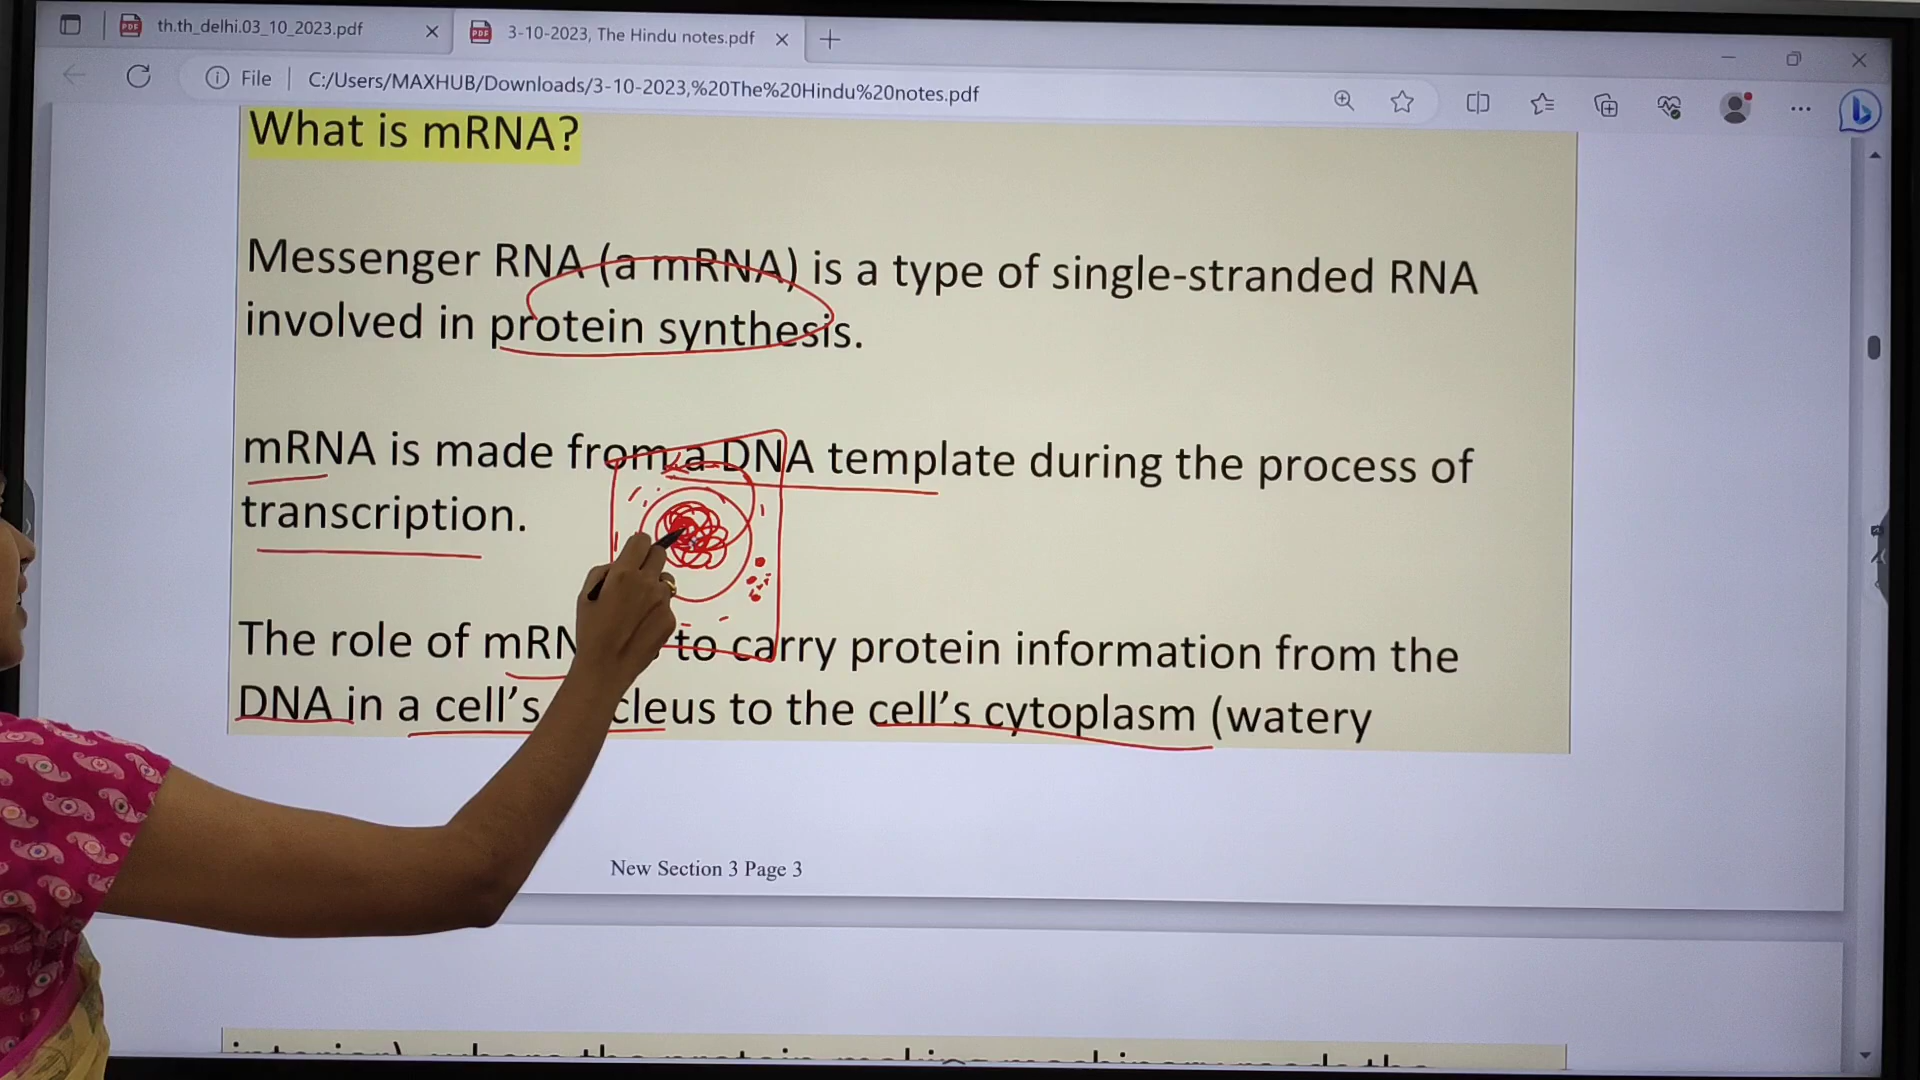 th.th_delhi.03_10_2023.pdf
3-10-2023, The Hindu notes.pdf
File
C:/Users/MAXHUB/Downloads/3-10-2023,%20The%20Hindu%20notes.pdf
What is mRNA?
Messenger RNA (a mRNA) is a type of single-stranded RNA
involved in protein synthesis.
mRNA is made from a DNA template during the process of
transcription.
The role of mRN to carry protein information from the
DNA in a cell's cleus to the cell's cytoplasm (watery
New Section 3 Page 3